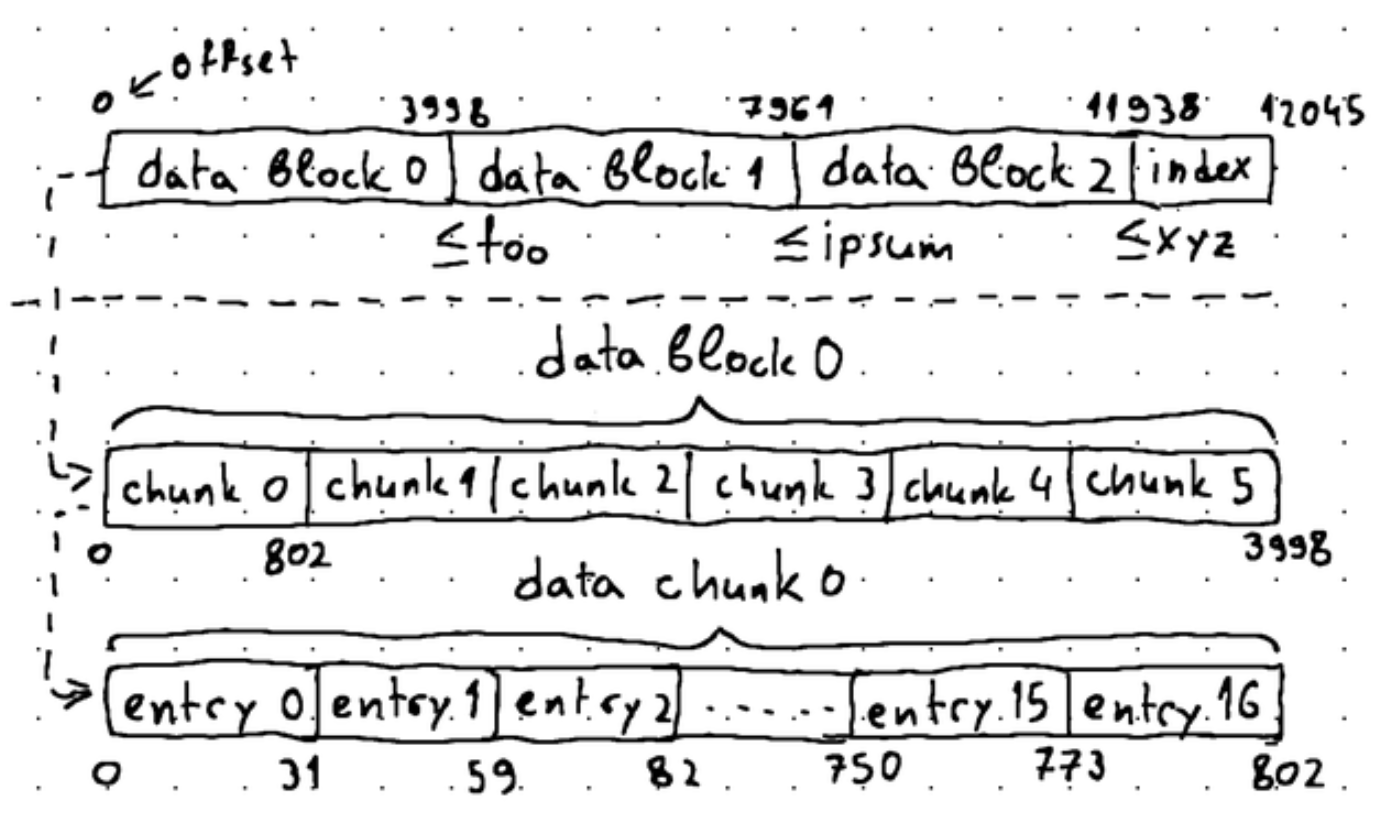 offset
0 3998 7961 11938 12045
data block 0 data block 1 data block 2 index
≤foo ≤ipsum ≤xyz
data block 0
chunk 0 chunk 1 chunk 2 chunk 3 chunk 4 chunk 5
0 802 3998
data chunk 0
entry 0 entry 1 entry 2 ...... entry 15 entry 16
0 31 59 82 750 773 802